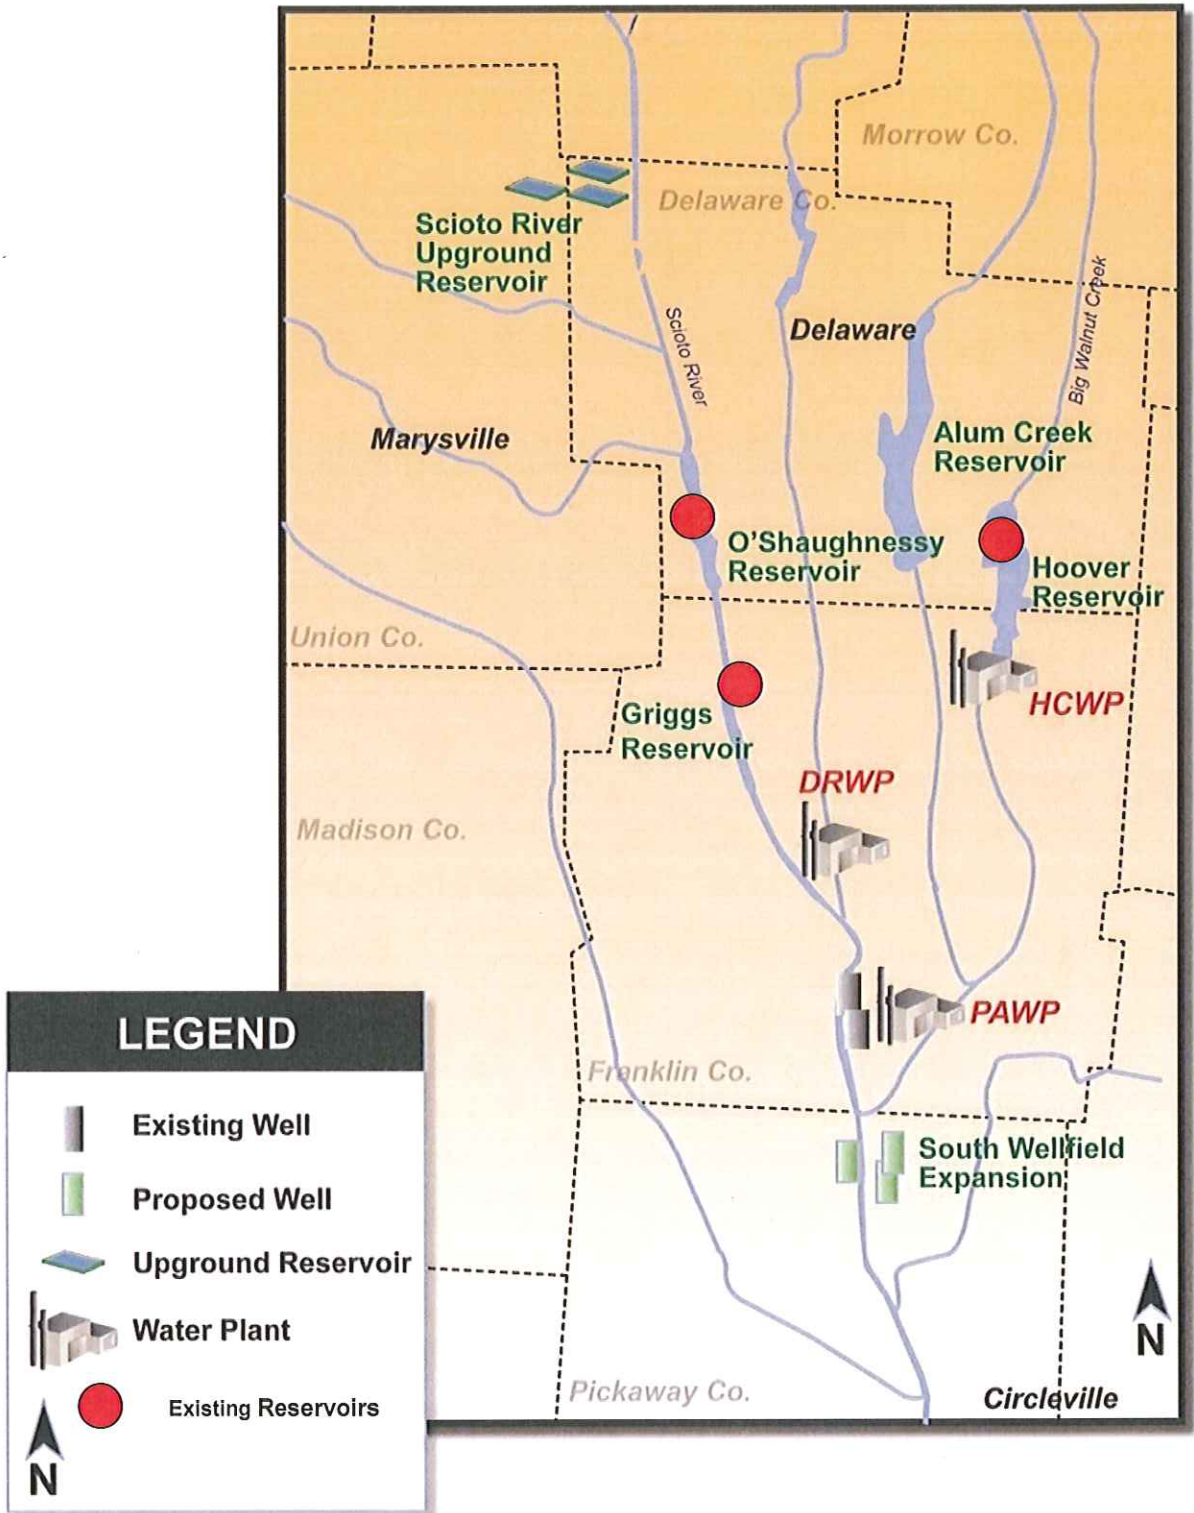 Morrow Co.
Delaware Co.
Scioto River
Upground
Reservoir
Scioto River
Delaware
Big Walnut Creek
Marysville
Alum Creek
Reservoir
O'Shaughnessy
Reservoir
Hoover
Reservoir
Union Co.
HCWP
Griggs
Reservoir
DRWP
Madison Co.
PAWP
Franklin Co.
South Wellfield
Expansion
N
Pickaway Co.
Circleville
LEGEND
Existing Well
Proposed Well
Upground Reservoir
Water Plant
Existing Reservoirs
N